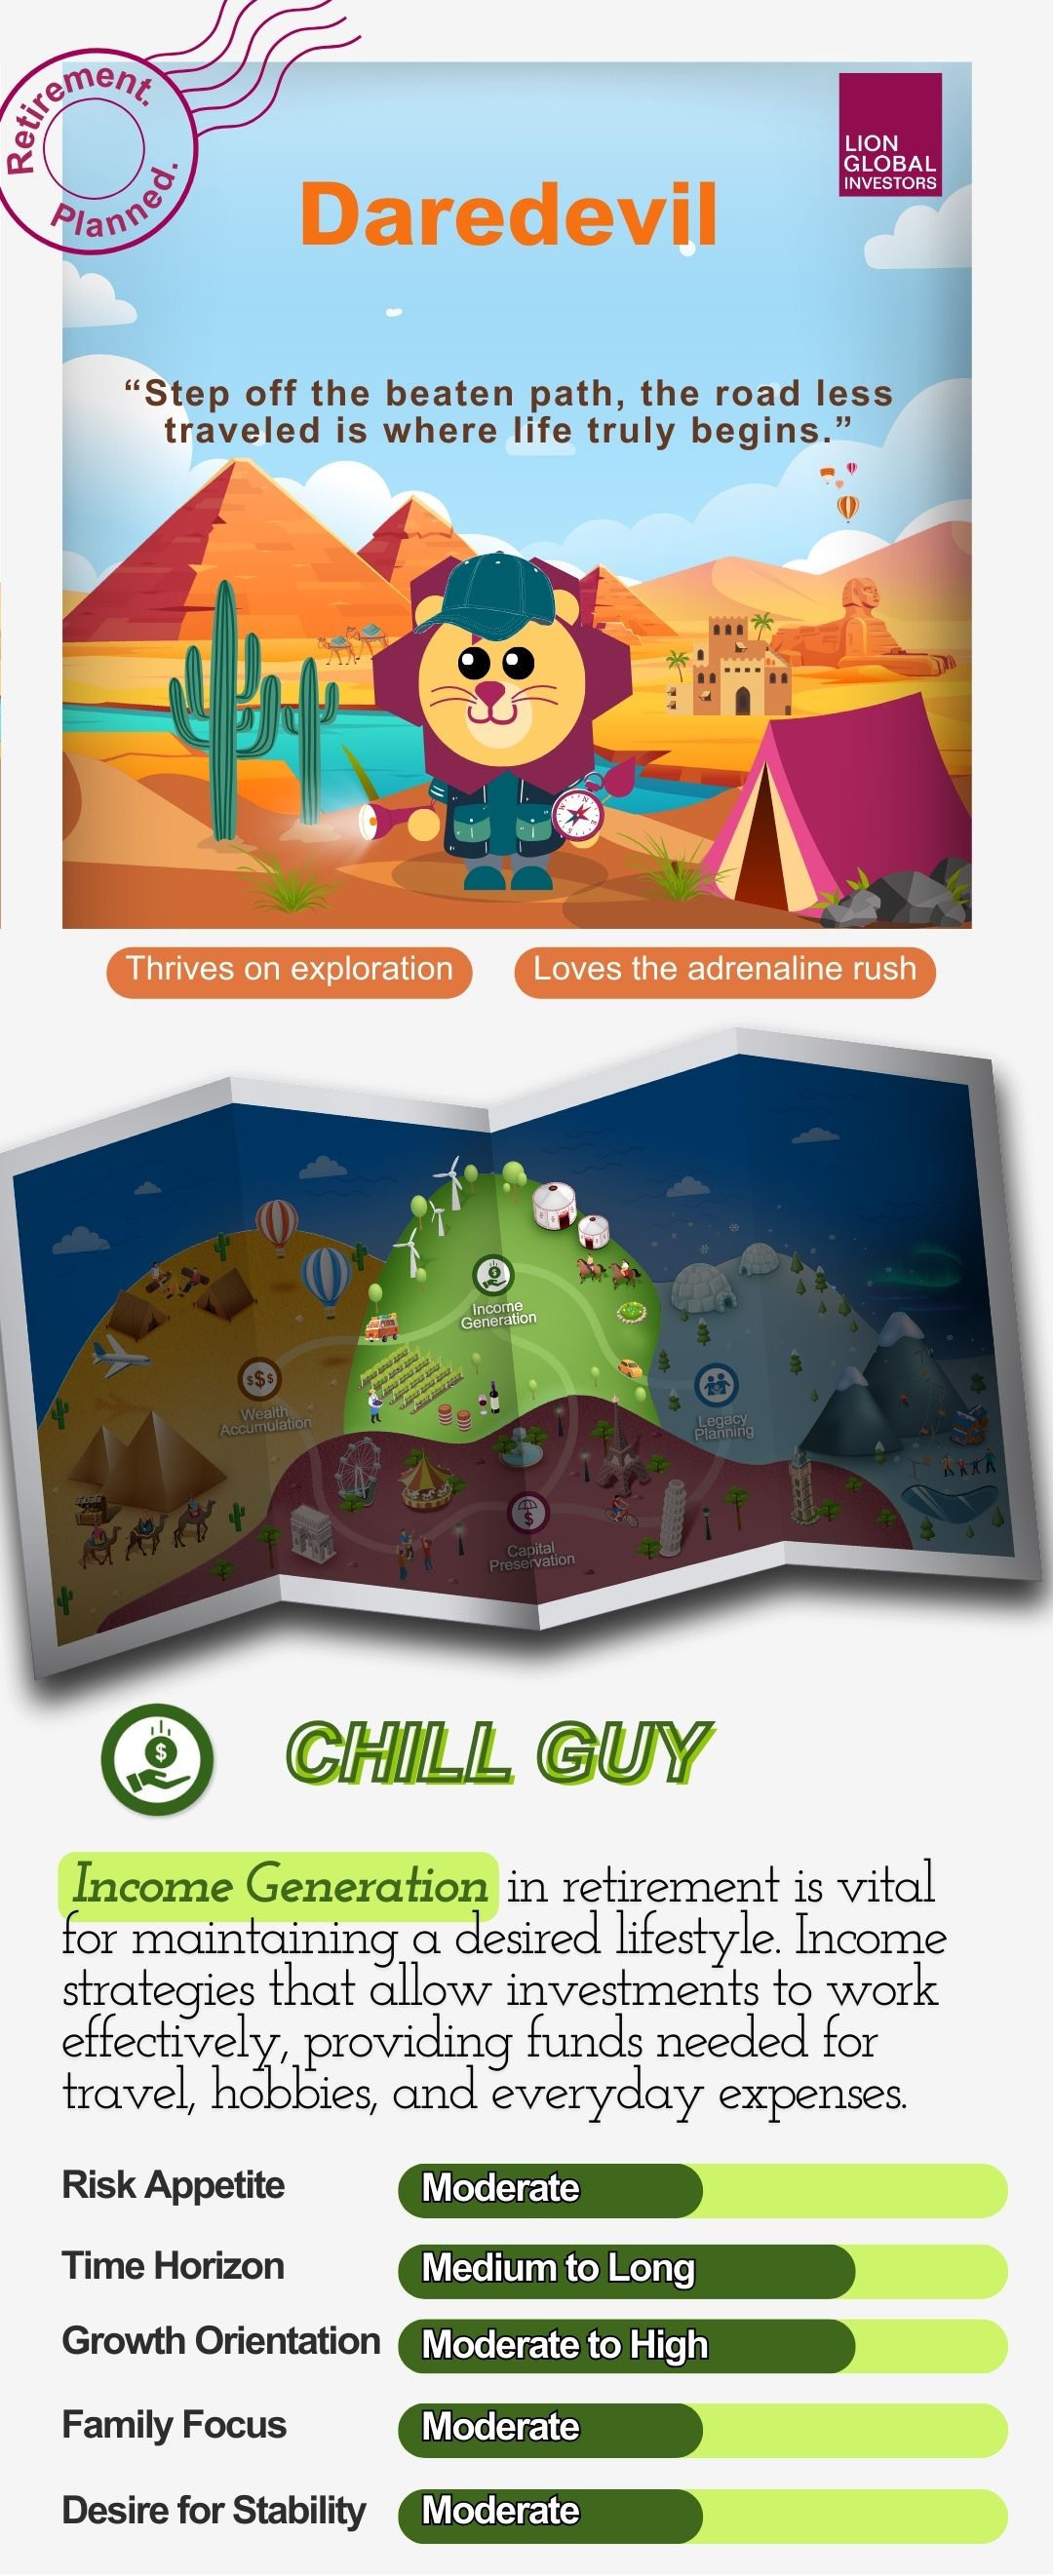 Retirement.
Planned.
LION
GLOBAL
INVESTORS
Daredevil
“Step off the beaten path, the road less
traveled is where life truly begins.”
Thrives on exploration
Loves the adrenaline rush
Income
Generation
$$$
Wealth
Accumulation
Legacy
Planning
Capital
Preservation
CHILL GUY
Income Generation in retirement is vital
for maintaining a desired lifestyle. Income
strategies that allow investments to work
effectively, providing funds needed for
travel, hobbies, and everyday expenses.
Risk Appetite Moderate
Time Horizon Medium to Long
Growth Orientation Moderate to High
Family Focus Moderate
Desire for Stability Moderate